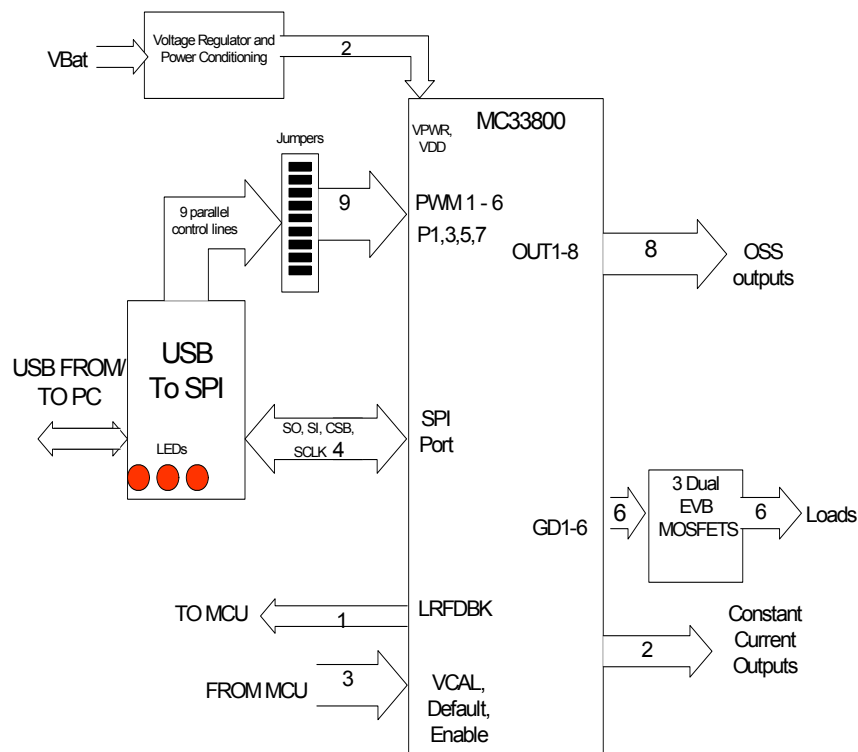 Voltage Regulator and
Power Conditioning
VBat
2
Jumpers
VPWR,
VDD
MC33800
9 parallel
control lines
9
PWM 1 - 6
P1,3,5,7
OUT1-8
8
OSS
outputs
USB
To SPI
USB FROM/
TO PC
LEDs
SO, SI, CSB,
SCLK 4
SPI
Port
GD1-6
6
3 Dual
EVB
MOSFETS
6
Loads
TO MCU
1
LRFDBK
2
Constant
Current
Outputs
FROM MCU
3
VCAL,
Default,
Enable